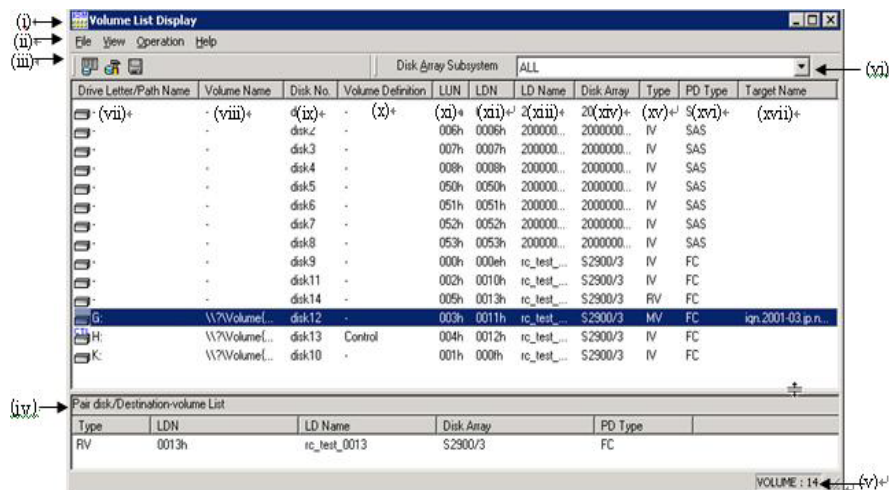 (i) Volume List Display
(ii) File View Operation Help
(iii) Disk Array Subsystem ALL (vi)
Drive Letter/Path Name Volume Name Disk No. Volume Definition LUN LDN LD Name Disk Array Type PD Type Target Name
- (vii) - (viii) (ix) - (x) (xi) (xii) 2(xiii) 20(xiv) (xv) S(xvi) (xvii)
- - disk2 - 006h 0006h 200000... 2000000... IV SAS
- - disk3 - 007h 0007h 200000... 2000000... IV SAS
- - disk4 - 008h 0008h 200000... 2000000... IV SAS
- - disk5 - 050h 0050h 200000... 2000000... IV SAS
- - disk6 - 051h 0051h 200000... 2000000... IV SAS
- - disk7 - 052h 0052h 200000... 2000000... IV SAS
- - disk8 - 053h 0053h 200000... 2000000... IV SAS
- - disk9 - 000h 000eh rc_test_... S2900/3 IV FC
- - disk11 - 002h 0010h rc_test_... S2900/3 IV FC
- - disk14 - 005h 0013h rc_test_... S2900/3 RV FC
G: \\?\Volume{... disk12 - 003h 0011h rc_test_... S2900/3 MV FC iqn.2001-03.jp.n...
H: \\?\Volume{... disk13 Control 004h 0012h rc_test_... S2900/3 IV FC
K: \\?\Volume{... disk10 - 001h 000fh rc_test_... S2900/3 IV FC
(iv) Pair disk/Destination-volume List
Type LDN LD Name Disk Array PD Type
RV 0013h rc_test_0013 S2900/3 FC
VOLUME : 14 (v)